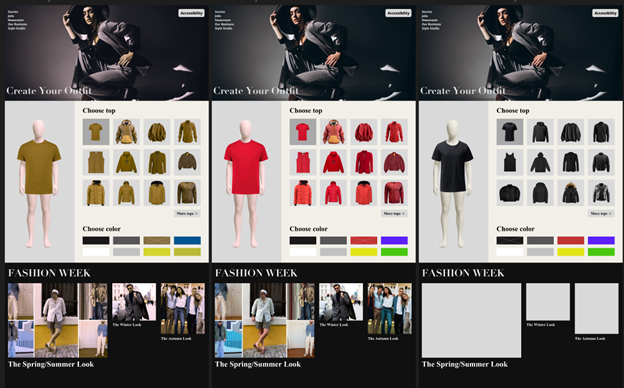 Stories
Jobs
Newsroom
Our Business
Style Studio
Accessibility
Create Your Outfit
Choose top
More tops >
Choose color
FASHION WEEK
The Winter Look
The Autumn Look
The Spring/Summer Look
Stories
Jobs
Newsroom
Our Business
Style Studio
Accessibility
Create Your Outfit
Choose top
More tops >
Choose color
FASHION WEEK
The Winter Look
The Autumn Look
The Spring/Summer Look
Stories
Jobs
Newsroom
Our Business
Style Studio
Accessibility
Create Your Outfit
Choose top
More tops >
Choose color
FASHION WEEK
The Winter Look
The Autumn Look
The Spring/Summer Look